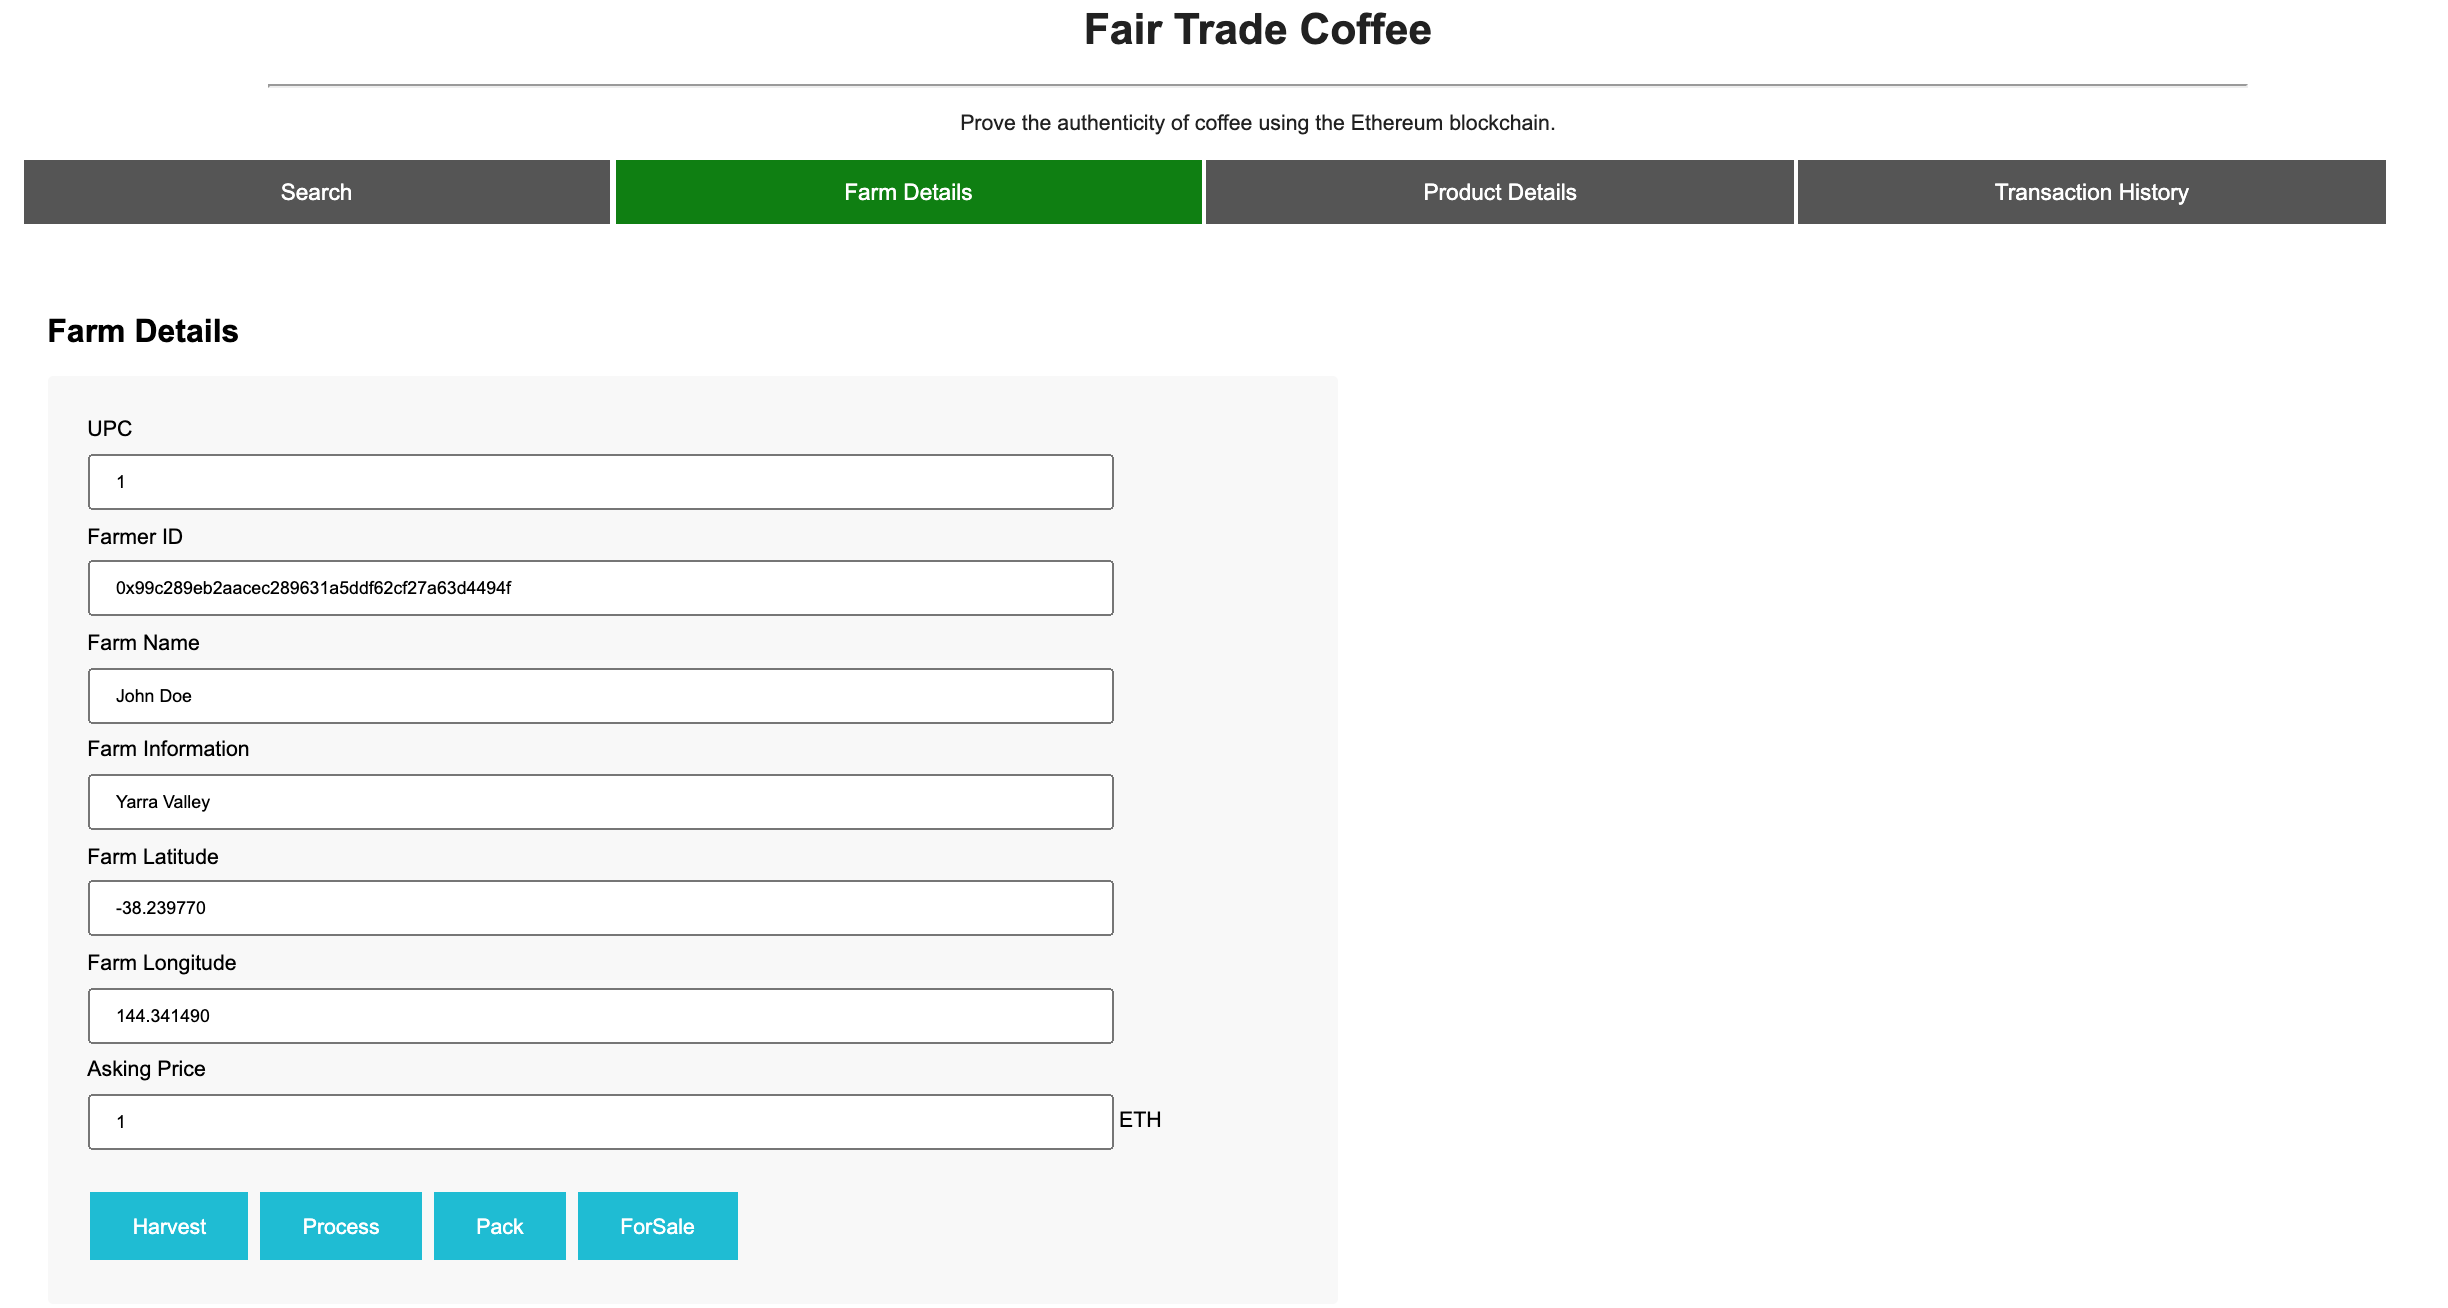 Fair Trade Coffee
Prove the authenticity of coffee using the Ethereum blockchain.
Search
Farm Details
Product Details
Transaction History
Farm Details
UPC
1
Farmer ID
0x99c289eb2aacec289631a5ddf62cf27a63d4494f
Farm Name
John Doe
Farm Information
Yarra Valley
Farm Latitude
-38.239770
Farm Longitude
144.341490
Asking Price
1 ETH
Harvest
Process
Pack
ForSale